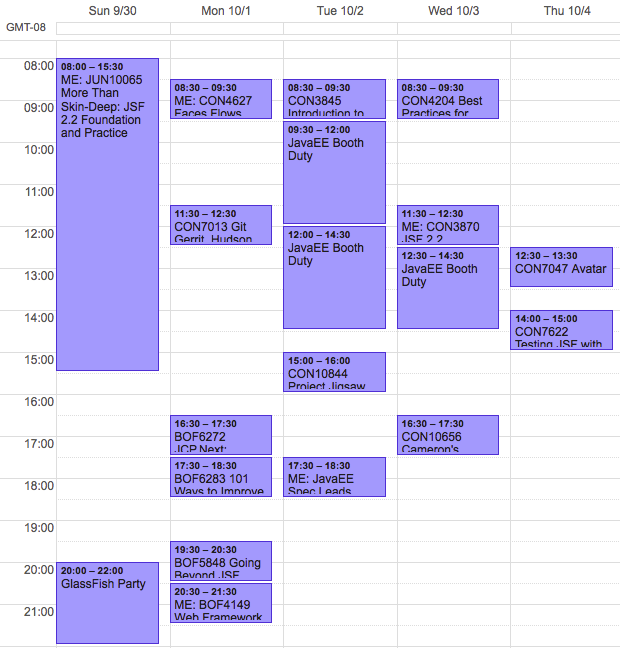 Sun 9/30
Mon 10/1
Tue 10/2
Wed 10/3
Thu 10/4
GMT-08
08:00
09:00
10:00
11:00
12:00
13:00
14:00
15:00
16:00
17:00
18:00
19:00
20:00
21:00
08:00 – 15:30
ME: JUN10065
More Than
Skin-Deep: JSF
2.2 Foundation
and Practice
20:00 – 22:00
GlassFish Party
08:30 – 09:30
ME: CON4627
Faces Flows
11:30 – 12:30
CON7013 Git
Gerrit, Hudson
16:30 – 17:30
BOF6272
JCP.Next:
17:30 – 18:30
BOF6283 101
Ways to Improve
19:30 – 20:30
BOF5848 Going
Beyond JSF
20:30 – 21:30
ME: BOF4149
Web Framework
08:30 – 09:30
CON3845
Introduction to
09:30 – 12:00
JavaEE Booth
Duty
12:00 – 14:30
JavaEE Booth
Duty
15:00 – 16:00
CON10844
Project Jigsaw
17:30 – 18:30
ME: JavaEE
Spec Leads
08:30 – 09:30
CON4204 Best
Practices for
11:30 – 12:30
ME: CON3870
JSF 2.2
12:30 – 14:30
JavaEE Booth
Duty
16:30 – 17:30
CON10656
Cameron's
12:30 – 13:30
CON7047 Avatar
14:00 – 15:00
CON7622
Testing JSF with